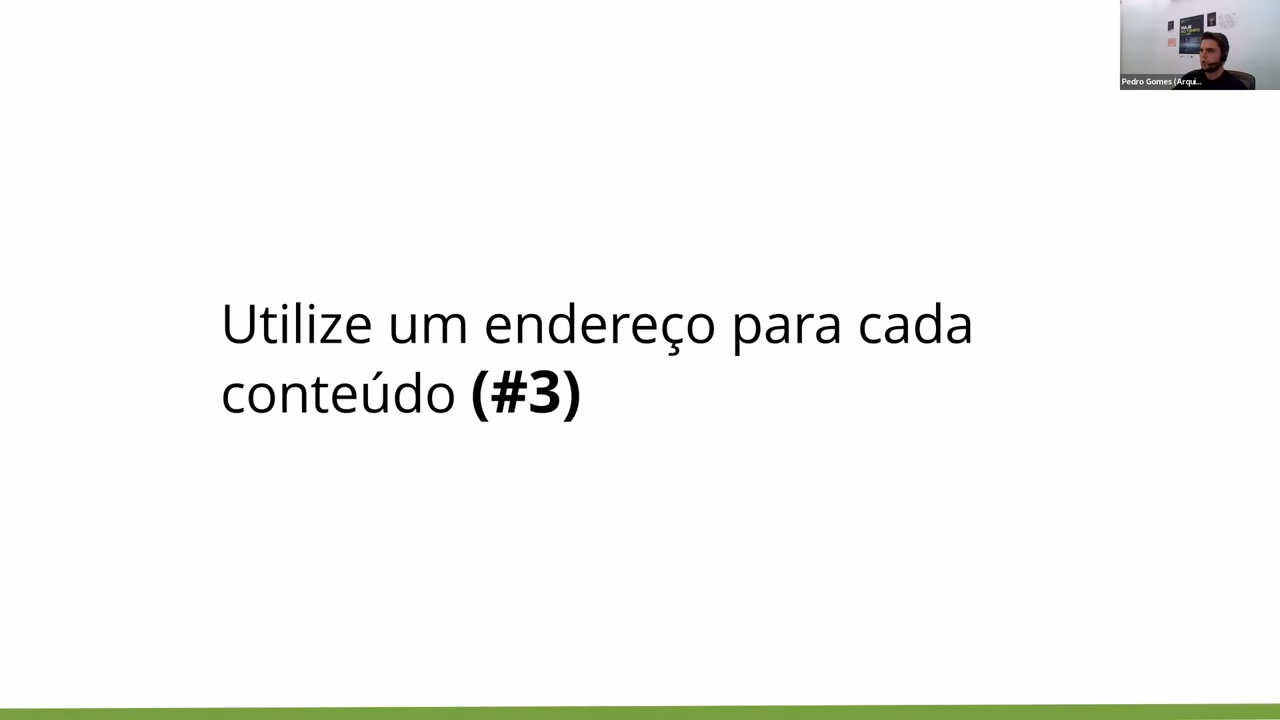 Pedro Gomes (Arqui...
Utilize um endereço para cada
conteúdo (#3)